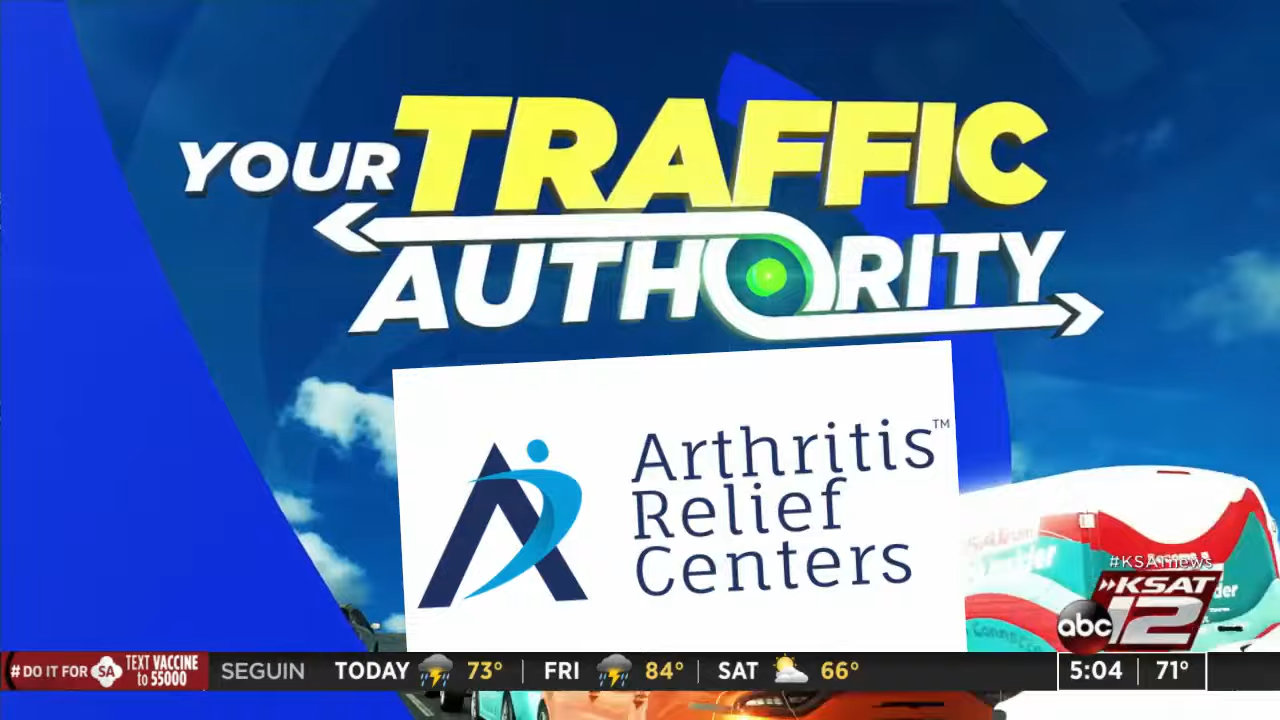 YOUR TRAFFIC
AUTHORITY
Arthritis™
Relief
Centers
#KSATnews
KSAT
abc 12
#DO IT FOR SA TEXT VACCINE to 55000
SEGUIN TODAY 73° FRI 84° SAT 66°
5:04 71°